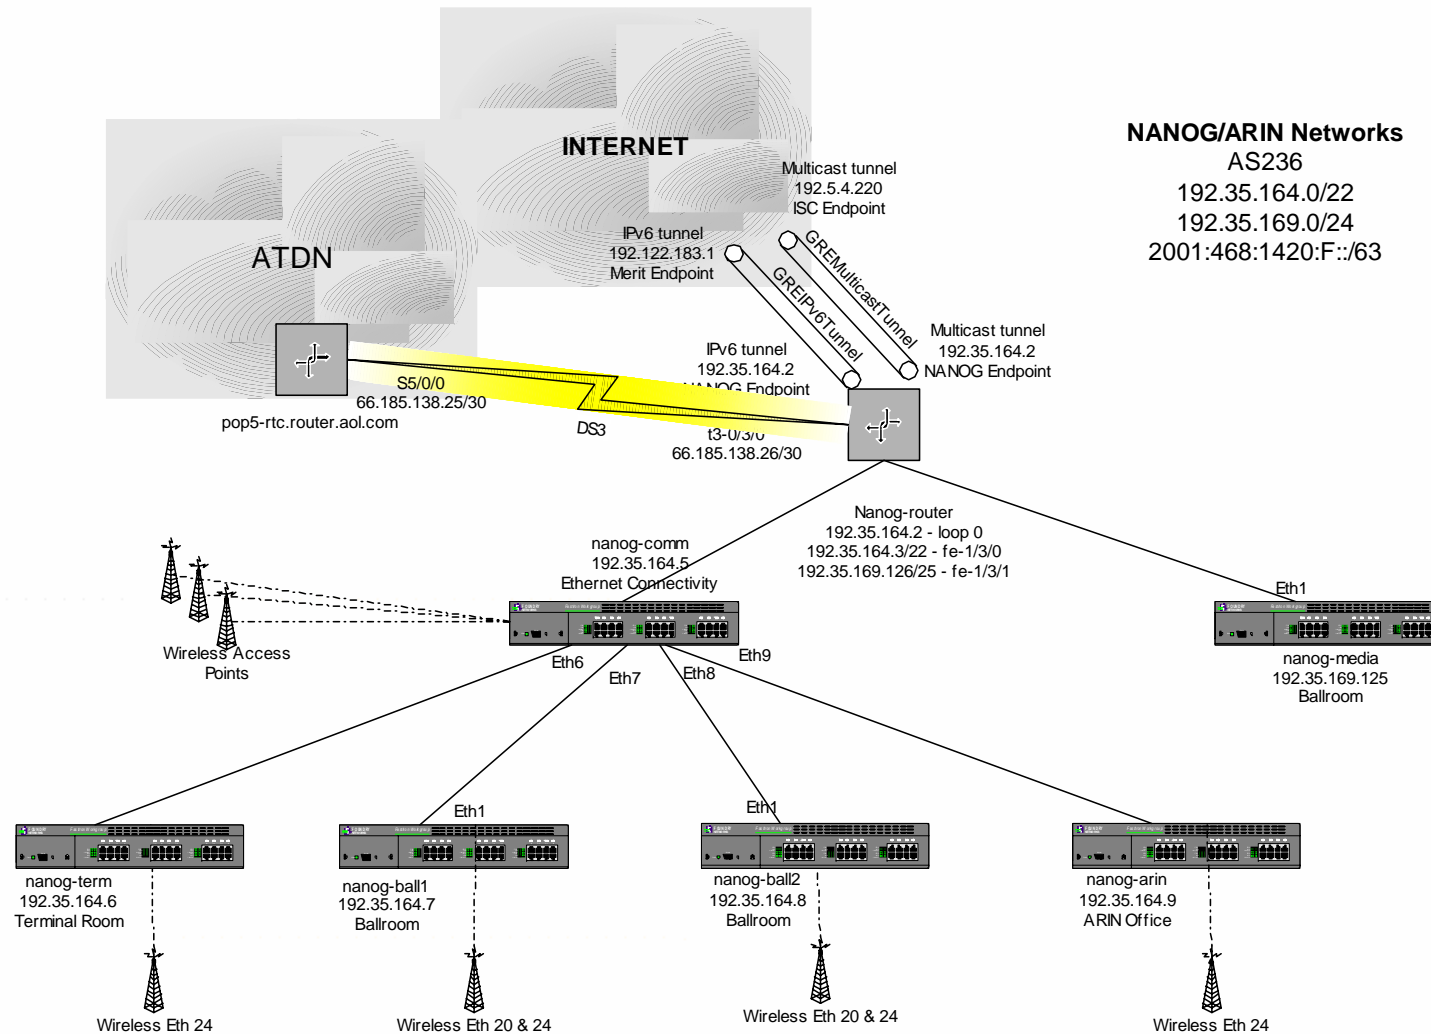 INTERNET
NANOG/ARIN Networks
AS236
192.35.164.0/22
192.35.169.0/24
2001:468:1420:F::/63
Multicast tunnel
192.5.4.220
ISC Endpoint
IPv6 tunnel
192.122.183.1
Merit Endpoint
ATDN
GREMulticastTunnel
GREIPv6Tunnel
Multicast tunnel
192.35.164.2
NANOG Endpoint
IPv6 tunnel
192.35.164.2
NANOG Endpoint
S5/0/0
66.185.138.25/30
pop5-rtc.router.aol.com
DS3
t3-0/3/0
66.185.138.26/30
Nanog-router
192.35.164.2 - loop 0
192.35.164.3/22 - fe-1/3/0
192.35.169.126/25 - fe-1/3/1
nanog-comm
192.35.164.5
Ethernet Connectivity
Wireless Access
Points
Eth1
nanog-media
192.35.169.125
Ballroom
Eth6
Eth7
Eth8
Eth9
Eth1
Eth1
nanog-term
192.35.164.6
Terminal Room
nanog-ball1
192.35.164.7
Ballroom
nanog-ball2
192.35.164.8
Ballroom
nanog-arin
192.35.164.9
ARIN Office
Wireless Eth 24
Wireless Eth 20 & 24
Wireless Eth 20 & 24
Wireless Eth 24